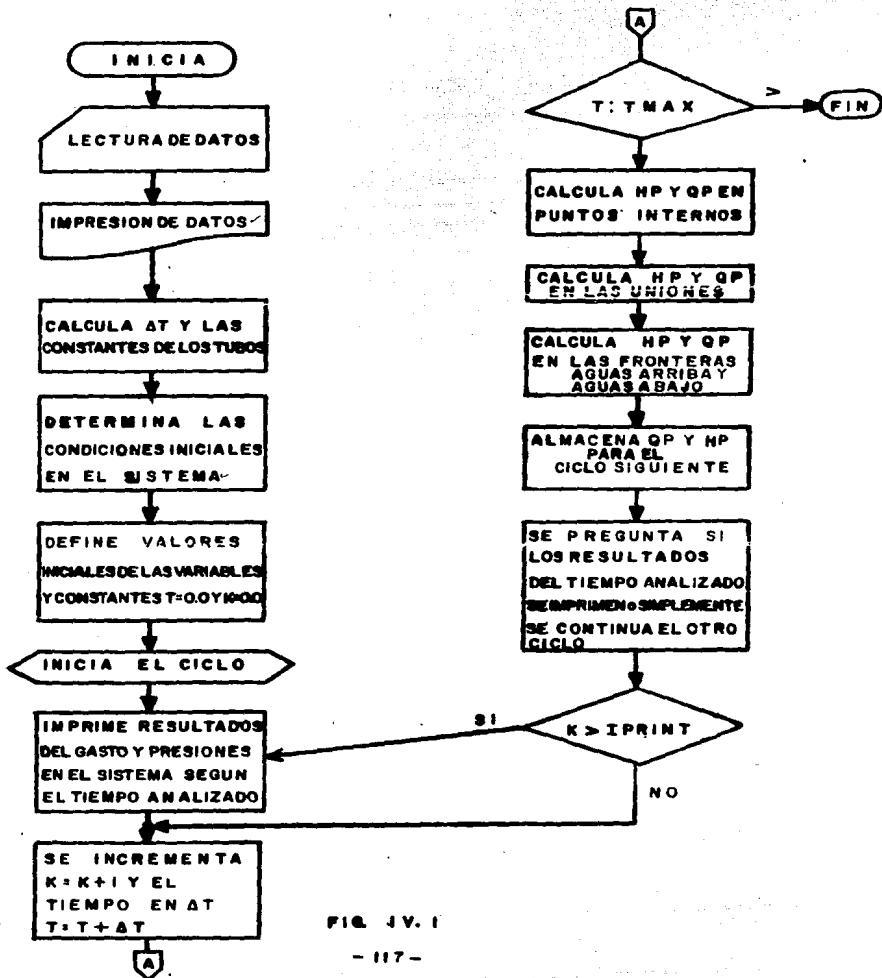 INICIA
LECTURA DE DATOS
IMPRESION DE DATOS
CALCULA ΔT Y LAS
CONSTANTES DE LOS TUBOS
DETERMINA LAS
CONDICIONES INICIALES
EN EL SISTEMA
DEFINE VALORES
INICIALES DE LAS VARIABLES
Y CONSTANTES T=0.0 Y K=0.0
INICIA EL CICLO
IMPRIME RESULTADOS
DEL GASTO Y PRESIONES
EN EL SISTEMA SEGUN
EL TIEMPO ANALIZADO
SE INCREMENTA
K=K+1 Y EL
TIEMPO EN ΔT
T=T+ΔT
A
A
T:TMAX
V
FIN
CALCULA HP Y QP EN
PUNTOS INTERNOS
CALCULA HP Y QP
EN LAS UNIONES
CALCULA HP Y QP
EN LAS FRONTERAS
AGUAS ARRIBA Y
AGUAS ABAJO
ALMACENA QP Y HP
PARA EL
CICLO SIGUIENTE
SE PREGUNTA SI
LOS RESULTADOS
DEL TIEMPO ANALIZADO
SE IMPRIMEN O SIMPLEMENTE
SE CONTINUA EL OTRO
CICLO
K > IPRINT
SI
NO
FIG. IV. 1
- 117 -